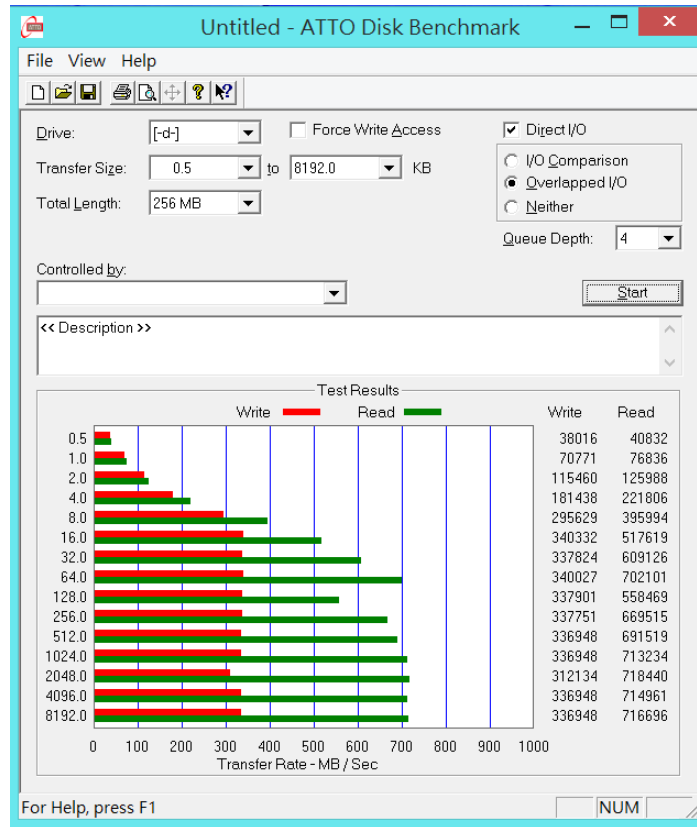 Untitled - ATTO Disk Benchmark
File View Help
Drive: [-d-] Force Write Access Direct I/O
Transfer Size: 0.5 to 8192.0 KB I/O Comparison
Overlapped I/O
Total Length: 256 MB Neither
Queue Depth: 4
Controlled by:
Start
<< Description >>
Test Results
Write Read Write Read
0.5 38016 40832
1.0 70771 76836
2.0 115460 125988
4.0 181438 221806
8.0 295629 395994
16.0 340332 517619
32.0 337824 609126
64.0 340027 702101
128.0 337901 558469
256.0 337751 669515
512.0 336948 691519
1024.0 336948 713234
2048.0 312134 718440
4096.0 336948 714961
8192.0 336948 716696
0 100 200 300 400 500 600 700 800 900 1000
Transfer Rate - MB / Sec
For Help, press F1 NUM